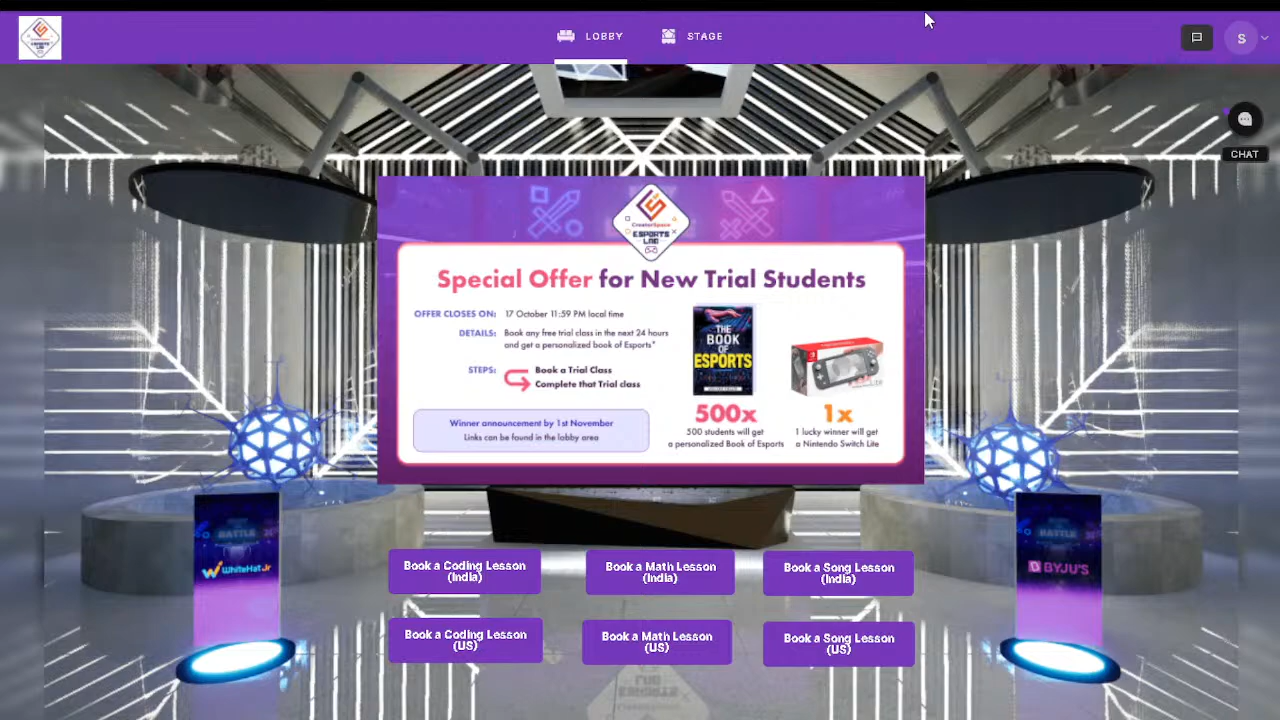 LOBBY
STAGE
S
CHAT
CreatorSpace
ESPORTS
LAB
Special Offer for New Trial Students
OFFER CLOSES ON: 17 October 11:59 PM local time
DETAILS: Book any free trial class in the next 24 hours
and get a personalized book of Esports*
STEPS: Book a Trial Class
Complete that Trial class
Winner announcement by 1st November
Links can be found in the lobby area
THE
BOOK
OF
ESPORTS
500x
500 students will get
a personalized Book of Esports
1x
1 lucky winner will get
a Nintendo Switch Lite
BATTLE
WhiteHat Jr
BATTLE
BYJU'S
Book a Coding Lesson
(India)
Book a Math Lesson
(India)
Book a Song Lesson
(India)
Book a Coding Lesson
(US)
Book a Math Lesson
(US)
Book a Song Lesson
(US)